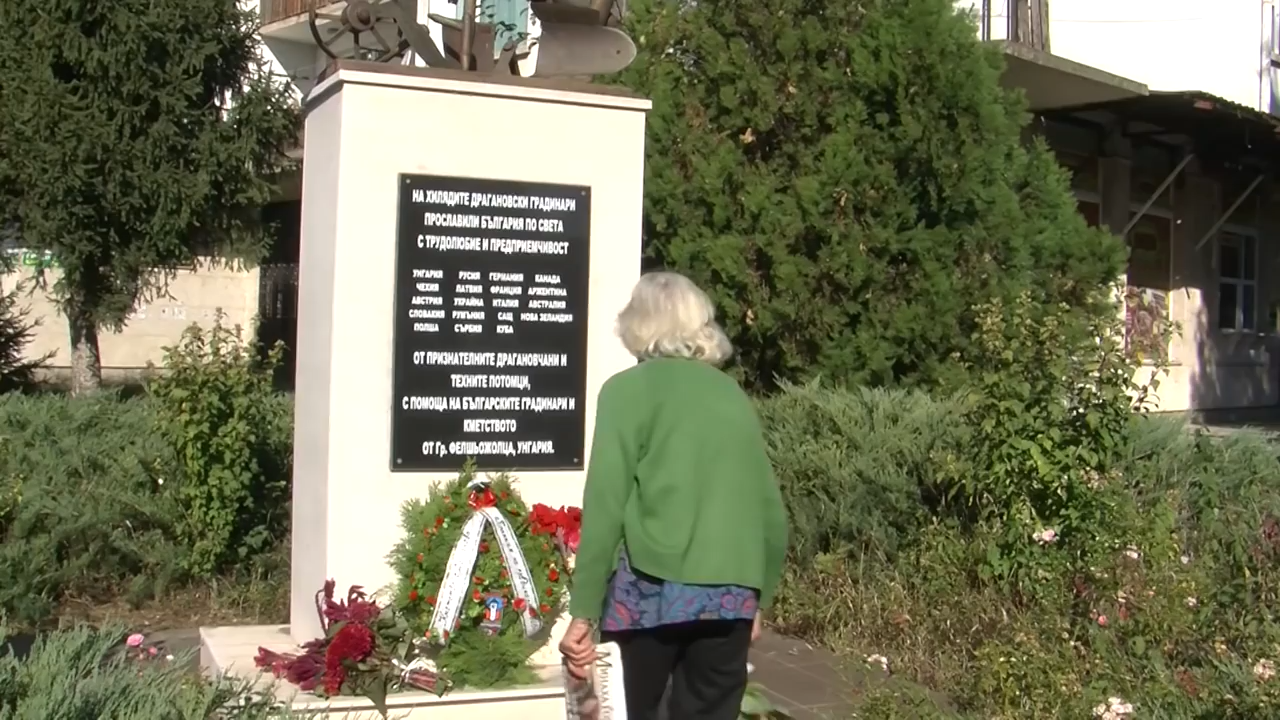 НА ХИЛЯДИТЕ ДРАГАНОВСКИ ГРАДИНАРИ
ПРОСЛАВИЛИ БЪЛГАРИЯ ПО СВЕТА
С ТРУДОЛЮБИЕ И ПРЕДПРИЕМЧИВОСТ
УНГАРИЯ РУСИЯ ГЕРМАНИЯ КАНАДА
ЧЕХИЯ ЛАТВИЯ ФРАНЦИЯ АРЖЕНТИНА
АВСТРИЯ УКРАЙНА ИТАЛИЯ АВСТРАЛИЯ
СЛОВАКИЯ РУМЪНИЯ САЩ НОВА ЗЕЛАНДИЯ
ПОЛША СЪРБИЯ КУБА
ОТ ПРИЗНАТЕЛНИТЕ ДРАГАНОВЧАНИ И
ТЕХНИТЕ ПОТОМЦИ,
С ПОМОЩА НА БЪЛГАРСКИТЕ ГРАДИНАРИ И
КМЕТСТВОТО
ОТ Гр. ФЕЛШЬОЖОЛЦА, УНГАРИЯ.